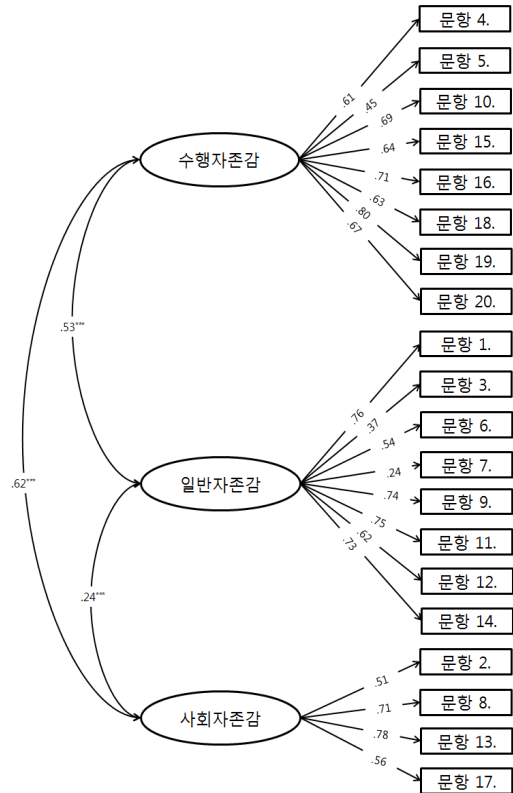 문항 4.
.61
문항 5.
.45
문항 10.
.69
문항 15.
.64
수행자존감
문항 16.
.71
문항 18.
.63
문항 19.
.80
문항 20.
.67
.53***
문항 1.
.76
문항 3.
.37
문항 6.
.54
문항 7.
.24
일반자존감
문항 9.
.74
문항 11.
.75
문항 12.
.62
문항 14.
.73
.62***
.24***
문항 2.
.51
문항 8.
.71
사회자존감
문항 13.
.78
문항 17.
.56